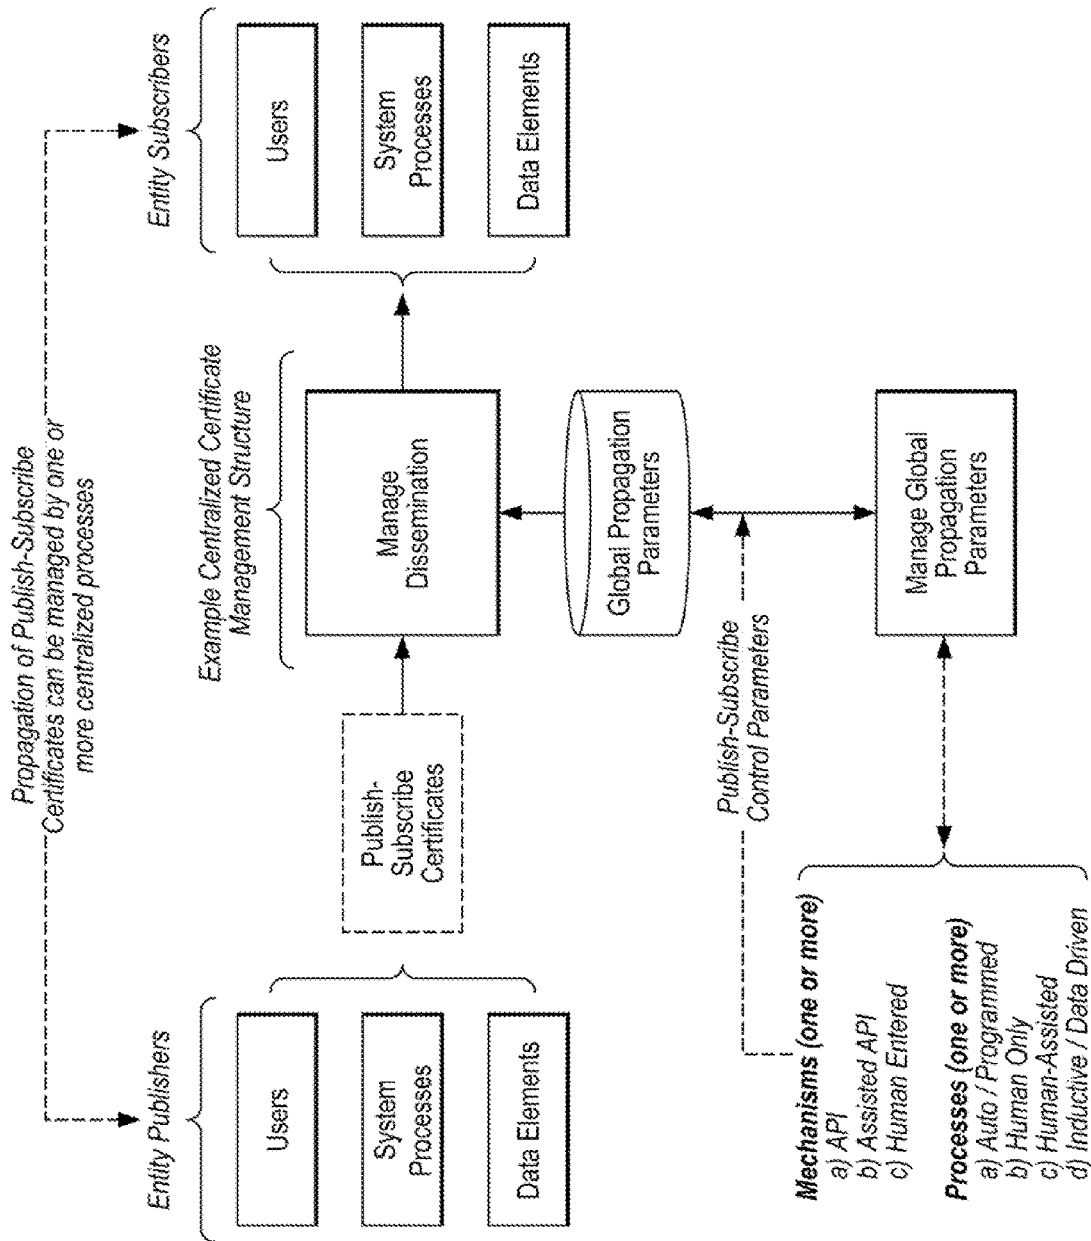 Propagation of Publish-Subscribe
Certificates can be managed by one or
more centralized processes
Entity Publishers
Users
System
Processes
Data Elements
Publish-
Subscribe
Certificates
Example Centralized Certificate
Management Structure
Manage
Dissemination
Entity Subscribers
Users
System
Processes
Data Elements
Global Propagation
Parameters
Publish-Subscribe
Control Parameters
Manage Global
Propagation
Parameters
Mechanisms (one or more)
a) API
b) Assisted API
c) Human Entered
Processes (one or more)
a) Auto / Programmed
b) Human Only
c) Human-Assisted
d) Inductive / Data Driven